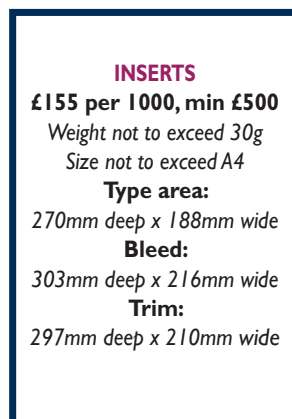 INSERTS
£155 per 1000, min £500
Weight not to exceed 30g
Size not to exceed A4
Type area:
270mm deep x 188mm wide
Bleed:
303mm deep x 216mm wide
Trim:
297mm deep x 210mm wide